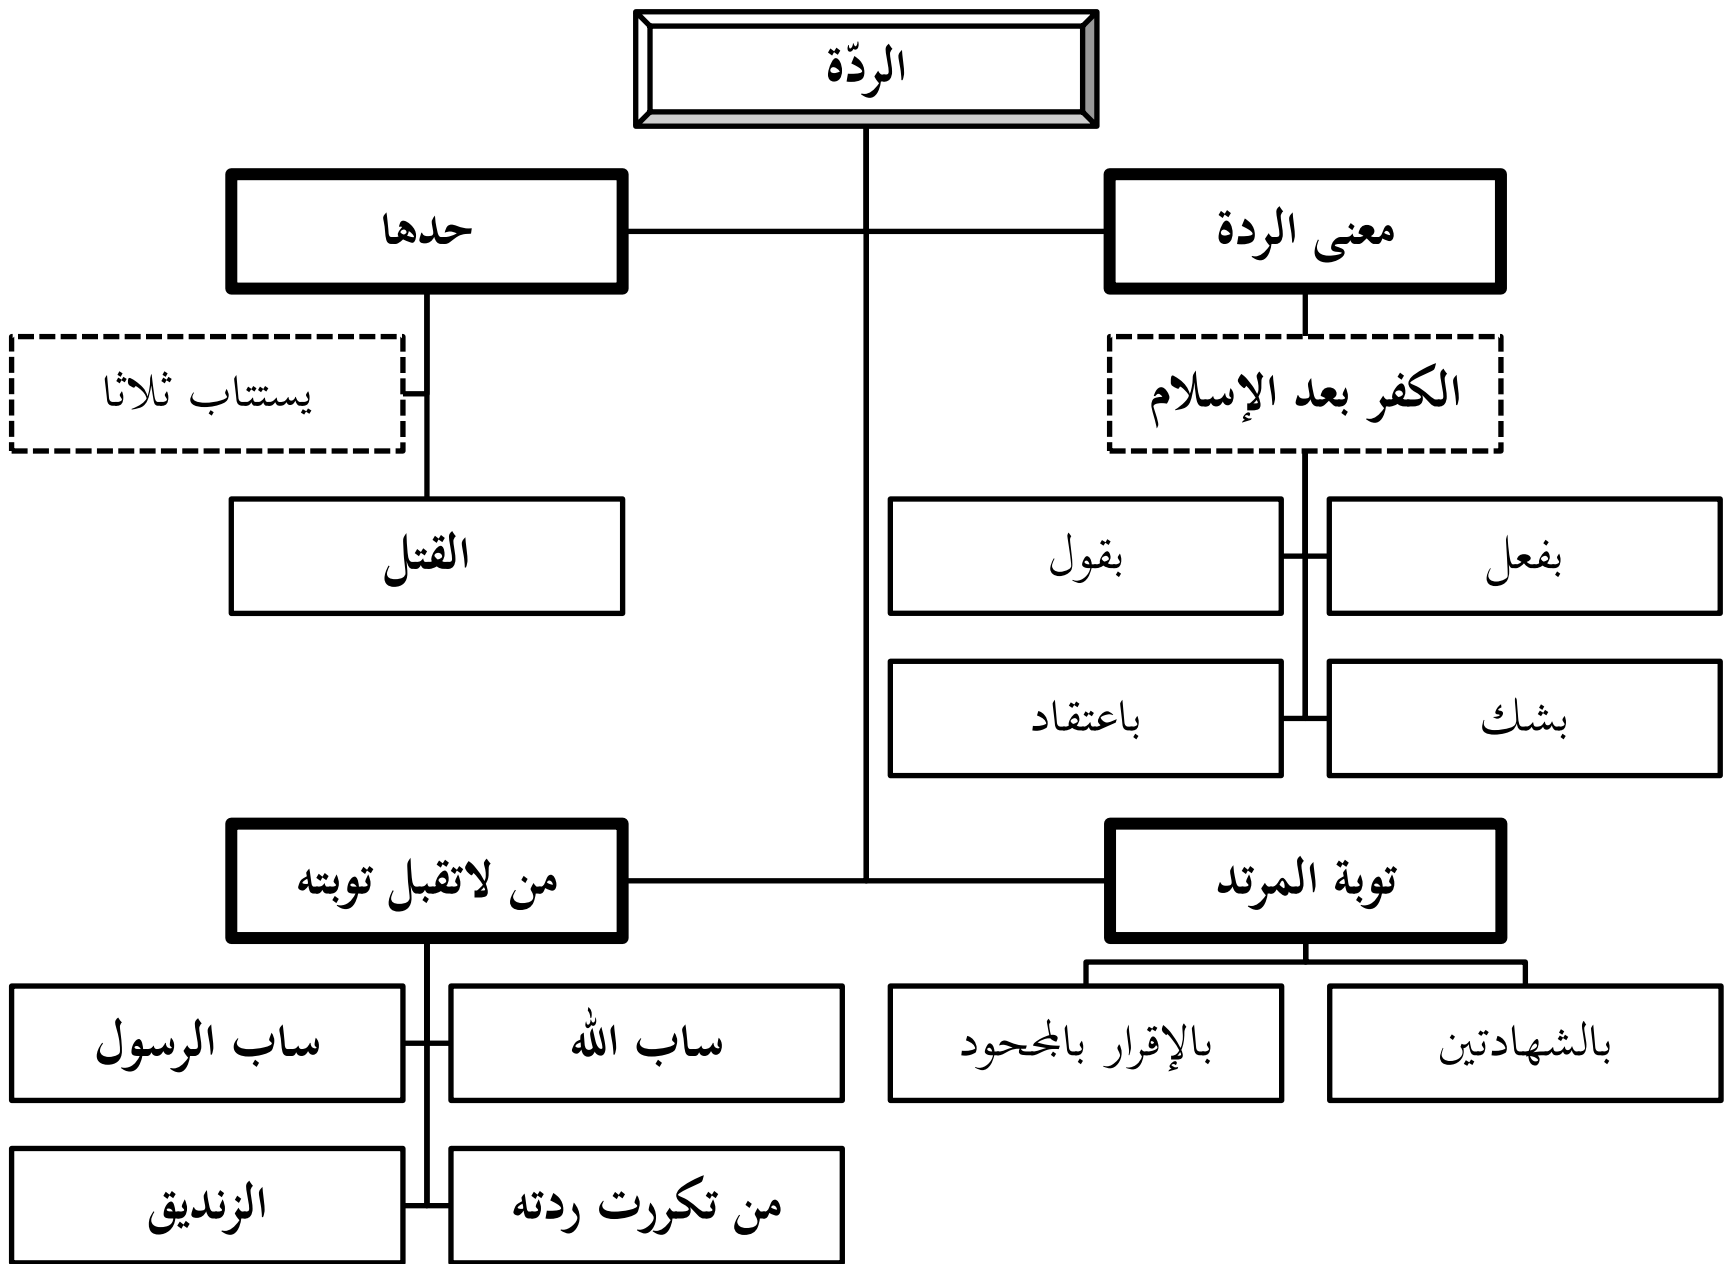 الردّة
معنى الردة
حدها
الكفر بعد الإسلام
يستتاب ثلاثا
بفعل
بقول
القتل
بشك
باعتقاد
توبة المرتد
من لاتقبل توبته
بالشهادتين
بالإقرار بالمجحود
ساب الله
ساب الرسول
من تكررت ردته
الزنديق